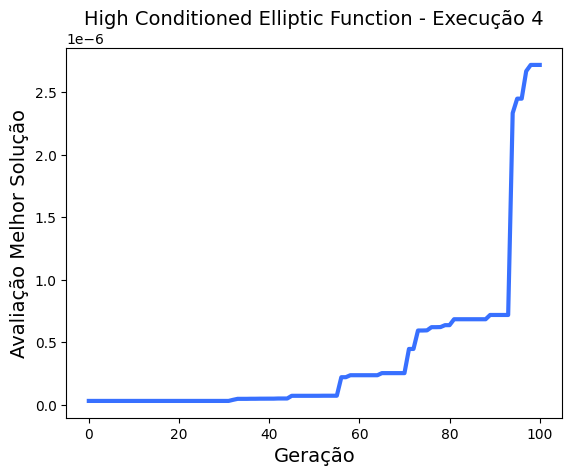 High Conditioned Elliptic Function - Execução 4
1e−6
2.5
2.0
1.5
1.0
0.5
0.0
Avaliação Melhor Solução
0 20 40 60 80 100
Geração